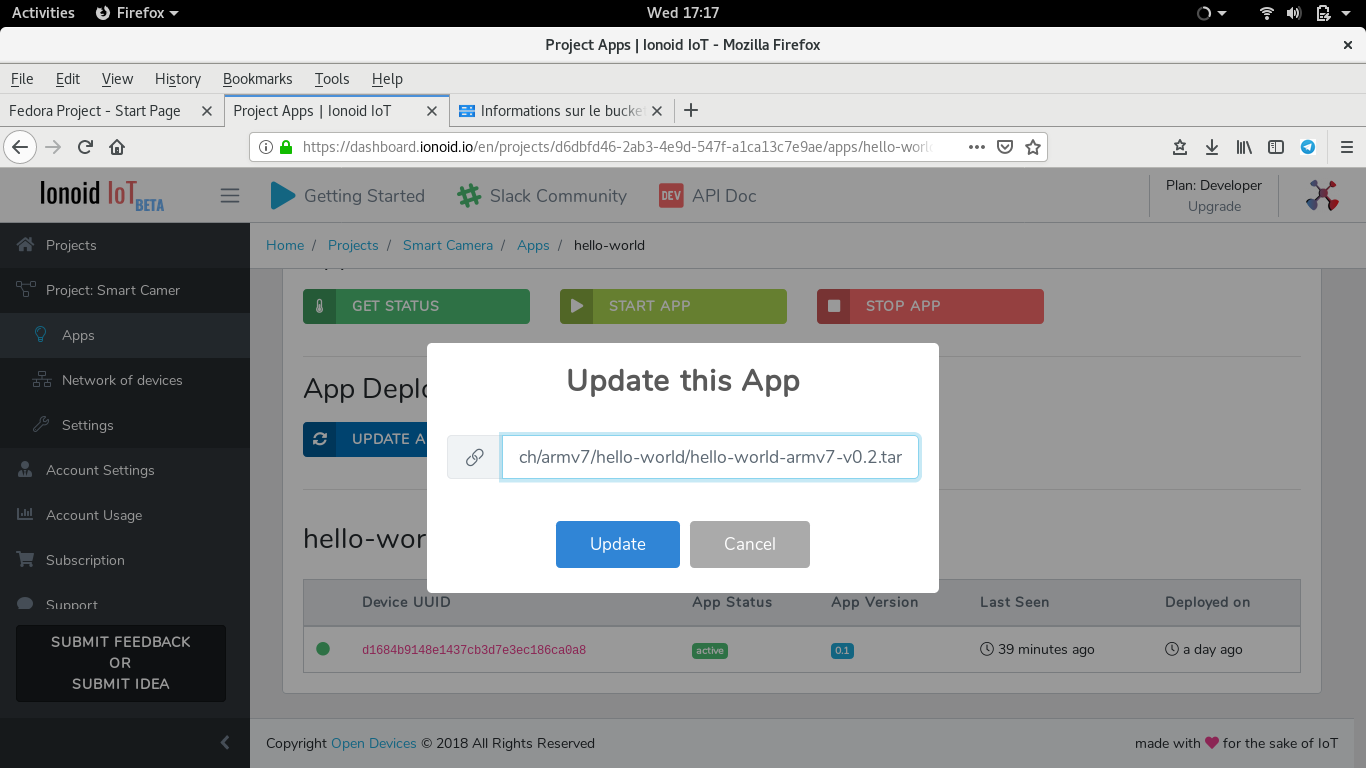 Activities Firefox Wed 17:17
Project Apps | Ionoid IoT - Mozilla Firefox
File Edit View History Bookmarks Tools Help
Fedora Project - Start Page Project Apps | Ionoid IoT Informations sur le bucke
https://dashboard.ionoid.io/en/projects/d6dbfd46-2ab3-4e9d-547f-a1ca13c7e9ae/apps/hello-worl
Ionoid IoT BETA Getting Started Slack Community DEV API Doc Plan: Developer
Upgrade
Projects Home / Projects / Smart Camera / Apps / hello-world
Project: Smart Camer GET STATUS START APP STOP APP
Apps
Update this App
Network of devices App Deplo
Settings UPDATE A
ch/armv7/hello-world/hello-world-armv7-v0.2.tar
Account Settings
Account Usage
hello-wor
Update Cancel
Subscription
Support
Device UUID App Status App Version Last Seen Deployed on
SUBMIT FEEDBACK
OR
SUBMIT IDEA
d1684b9148e1437cb3d7e3ec186ca0a8 active 0.1 39 minutes ago a day ago
Copyright Open Devices © 2018 All Rights Reserved made with for the sake of IoT